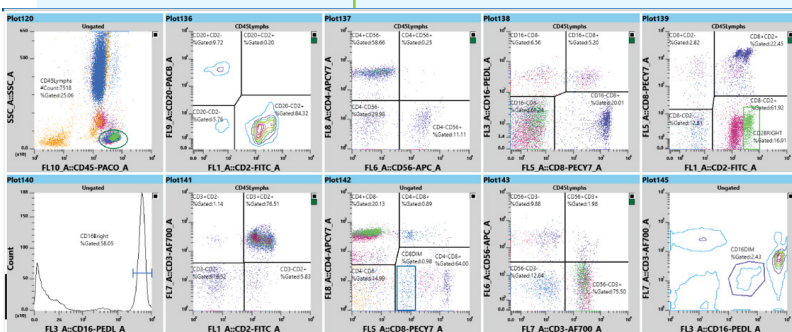 Plot120
Ungated
SSC_A::SSC_A
CD45Lymphs
#Count:7518
%Gated:25.06
FL10_A::CD45-PACO_A
Plot136
CD45Lymphs
FL9_A::CD20-PACB_A
CD20+CD2-
%Gated:9.72
CD20+CD2+
%Gated:0.20
CD20-CD2-
%Gated:5.76
CD20-CD2+
%Gated:84.32
FL1_A::CD2-FITC_A
Plot137
CD45Lymphs
FL8_A::CD4-APCY7_A
CD4+CD56-
%Gated:58.66
CD4+CD56+
%Gated:0.25
CD4-CD56-
%Gated:29.98
CD4-CD56+
%Gated:11.11
FL6_A::CD56-APC_A
Plot138
CD45Lymphs
FL3_A::CD16-PEDL_A
CD16+CD8-
%Gated:6.56
CD16+CD8+
%Gated:5.20
CD16-CD8-
CD16-CD8+
%Gated:20.01
FL5_A::CD8-PECY7_A
Plot139
CD45Lymphs
FL5_A::CD8-PECY7_A
CD8+CD2-
%Gated:2.82
CD8+CD2+
%Gated:22.45
CD8-CD2-
CD8-CD2+
%Gated:61.92
CD2BRIGHT
%Gated:16.91
FL1_A::CD2-FITC_A
Plot140
Ungated
Count
CD16Bright
%Gated:58.05
FL3_A::CD16-PEDL_A
Plot141
CD45Lymphs
FL7_A::CD3-AF700_A
CD3+CD2-
%Gated:1.14
CD3+CD2+
%Gated:76.51
CD3-CD2-
%Gated:16.52
CD3-CD2+
%Gated:5.83
FL1_A::CD2-FITC_A
Plot142
Ungated
FL8_A::CD4-APCY7_A
CD4+CD8-
%Gated:20.13
CD4+CD8+
%Gated:0.89
CD8DIM
%Gated:0.98
CD4-CD8-
%Gated:14.99
CD4-CD8+
%Gated:64.00
FL5_A::CD8-PECY7_A
Plot143
CD45Lymphs
FL6_A::CD56-APC_A
CD56+CD3-
%Gated:9.88
CD56+CD3+
%Gated:1.98
CD56-CD3-
%Gated:12.64
CD56-CD3+
%Gated:75.50
FL7_A::CD3-AF700_A
Plot145
Ungated
FL7_A::CD3-AF700_A
CD16DIM
%Gated:2.43
FL3_A::CD16-PEDL_A